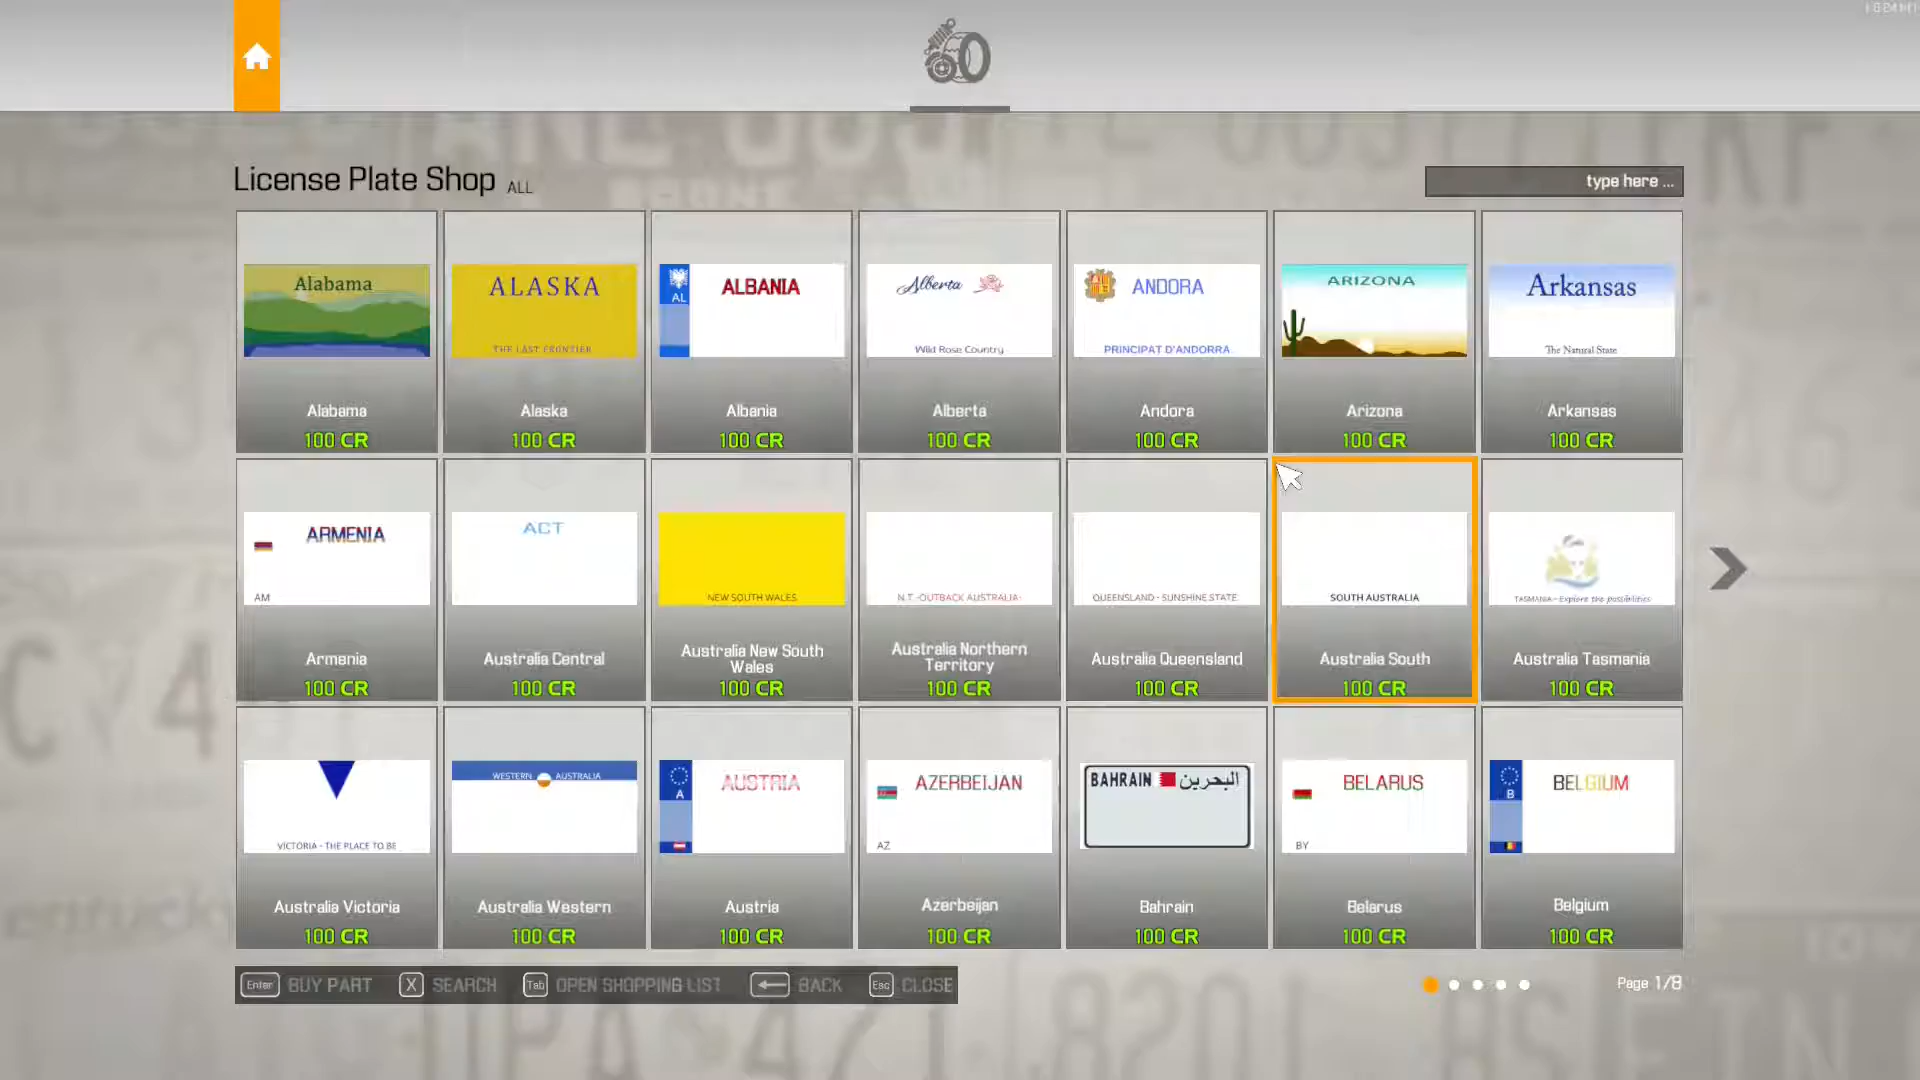 License Plate Shop ALL
type here ...
Alabama
ALASKA
THE LAST FRONTIER
AL
ALBANIA
Alberta
Wild Rose Country
ANDORA
PRINCIPAT D'ANDORRA
ARIZONA
Arkansas
The Natural State
Alabama
Alaska
Albania
Alberta
Andora
Arizona
Arkansas
100 CR
100 CR
100 CR
100 CR
100 CR
100 CR
100 CR
ARMENIA
AM
ACT
NEW SOUTH WALES
N.T -OUTBACK AUSTRALIA-
QUEENSLAND - SUNSHINE STATE
SOUTH AUSTRALIA
TASMANIA - Explore the possibilities
Armenia
Australia Central
Australia New South
Wales
Australia Northern
Territory
Australia Queensland
Australia South
Australia Tasmania
100 CR
100 CR
100 CR
100 CR
100 CR
100 CR
100 CR
VICTORIA - THE PLACE TO BE
WESTERN AUSTRALIA
A
AUSTRIA
AZERBEIJAN
AZ
BAHRAIN البحرين
BELARUS
BY
B
BELGIUM
Australia Victoria
Australia Western
Austria
Azerbeijan
Bahrain
Belarus
Belgium
100 CR
100 CR
100 CR
100 CR
100 CR
100 CR
100 CR
Enter BUY PART X SEARCH Tab OPEN SHOPPING LIST BACK Esc CLOSE
Page 1/8